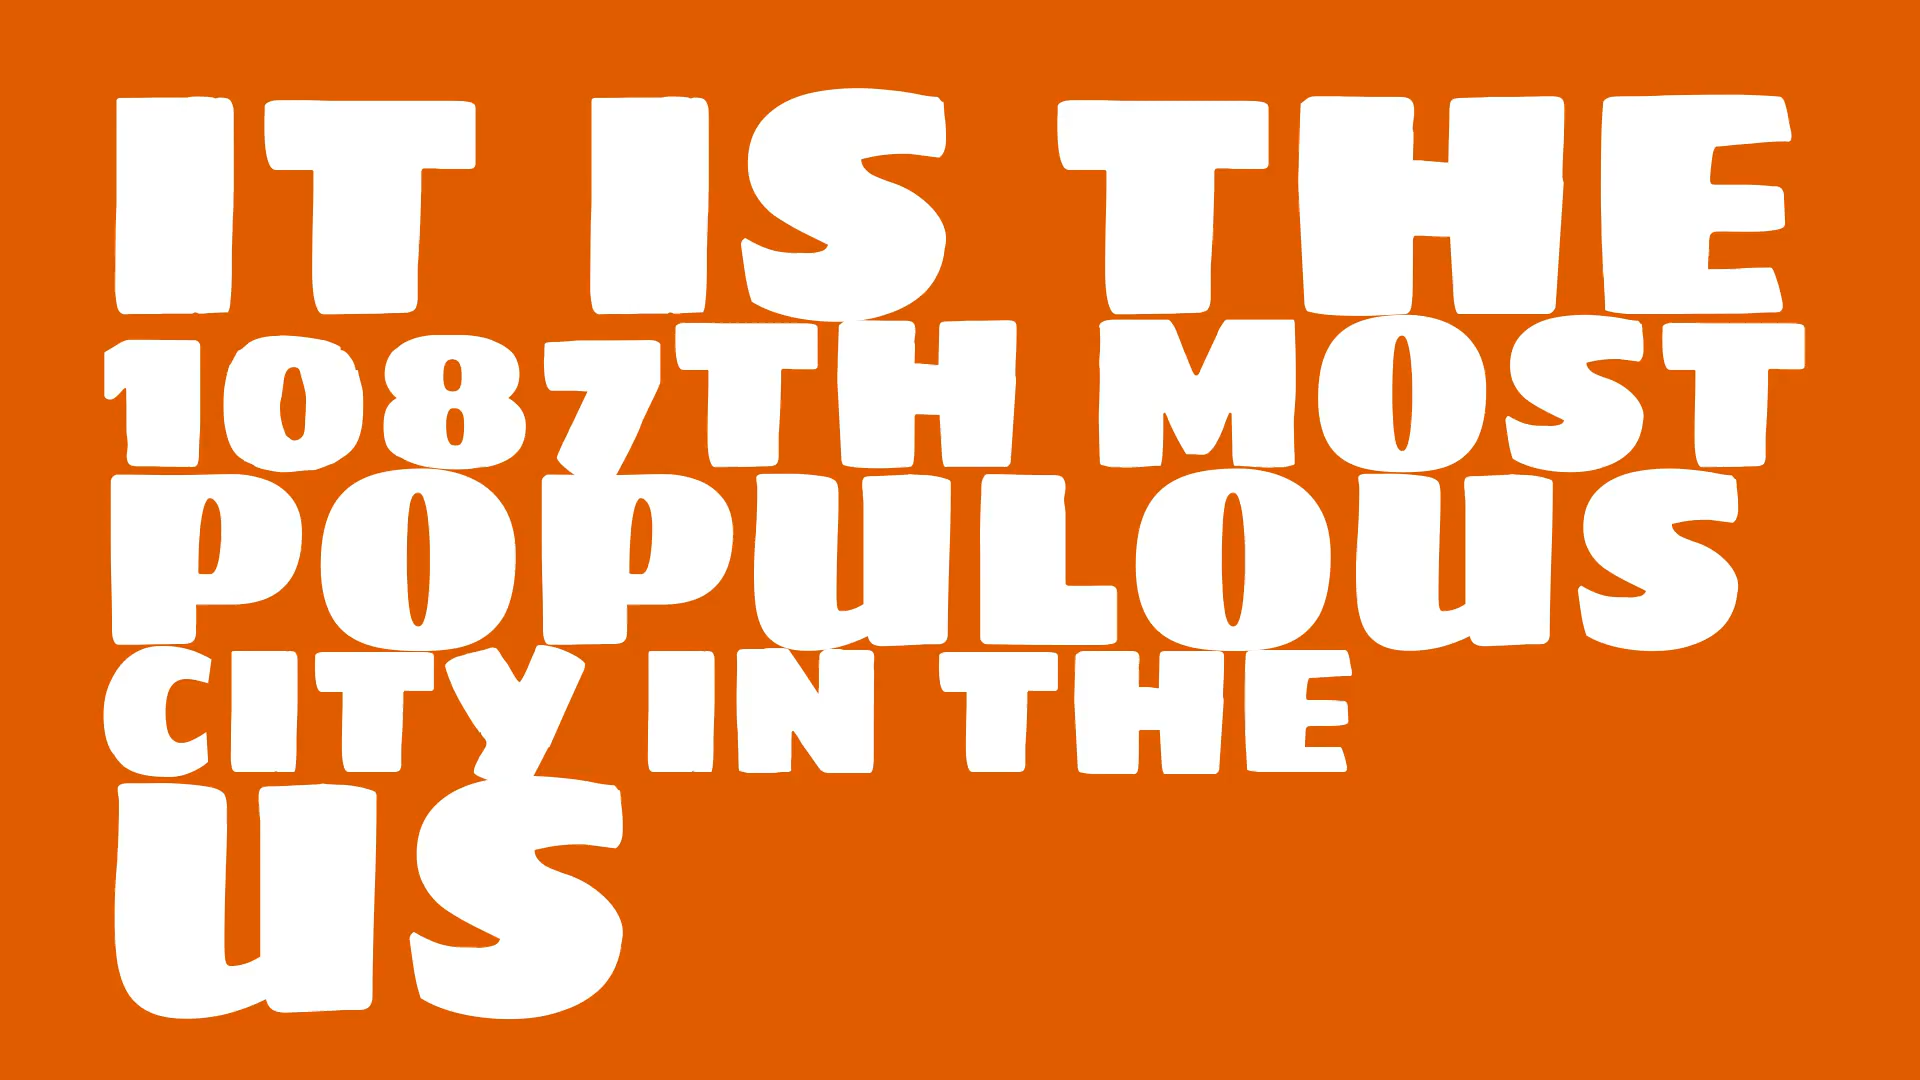 IT IS THE
1087TH MOST
POPULOUS
CITY IN THE
US